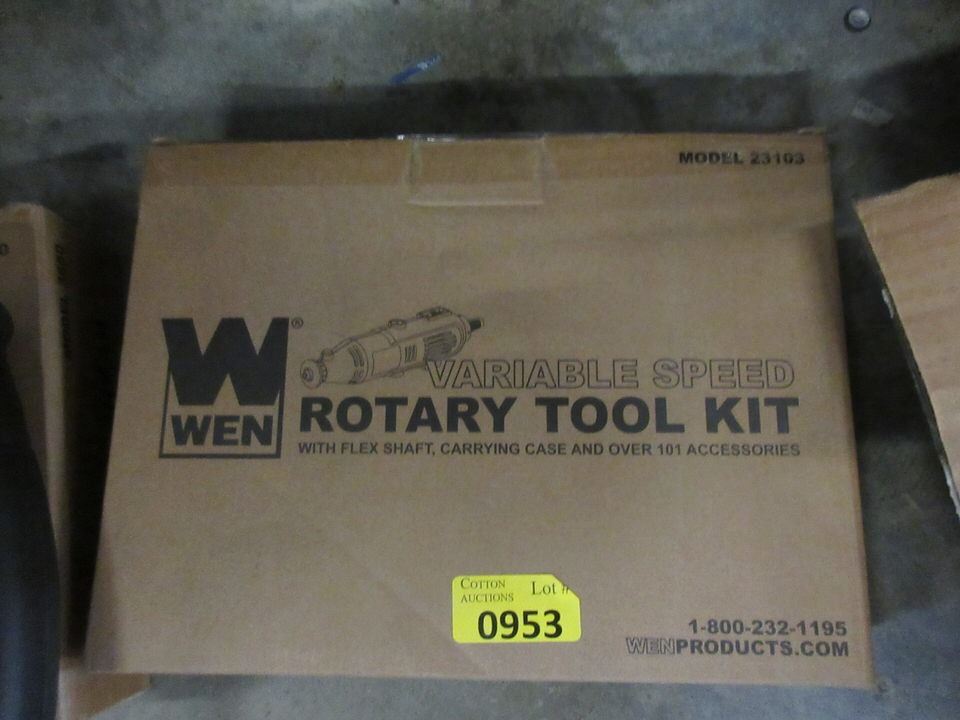 MODEL 23103
W®
WEN
VARIABLE SPEED
ROTARY TOOL KIT
WITH FLEX SHAFT, CARRYING CASE AND OVER 101 ACCESSORIES
COTTON
AUCTIONS
Lot #
0953
1-800-232-1195
WENPRODUCTS.COM